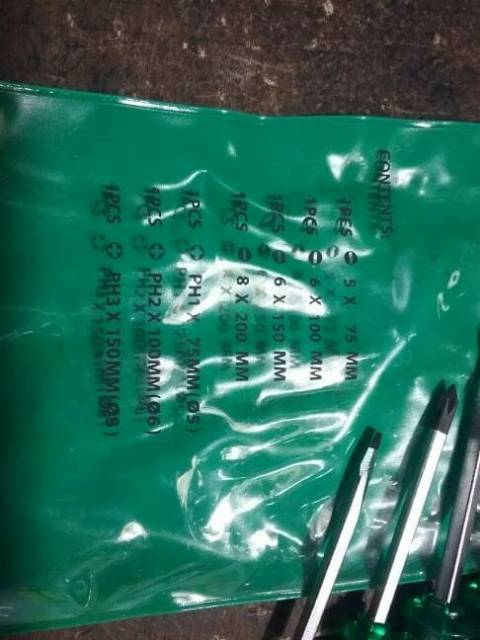 CONTENTS:
1PCS ⊖ 5 X 75 MM
1PCS ⊖ 6 X 100 MM
1PCS ⊖ 6 X 150 MM
1PCS ⊖ 8 X 200 MM
1PCS ⊕ PH1 X 75MM(Ø5)
1PCS ⊕ PH2 X 100MM(Ø6)
1PCS ⊕ PH3 X 150MM(Ø8)